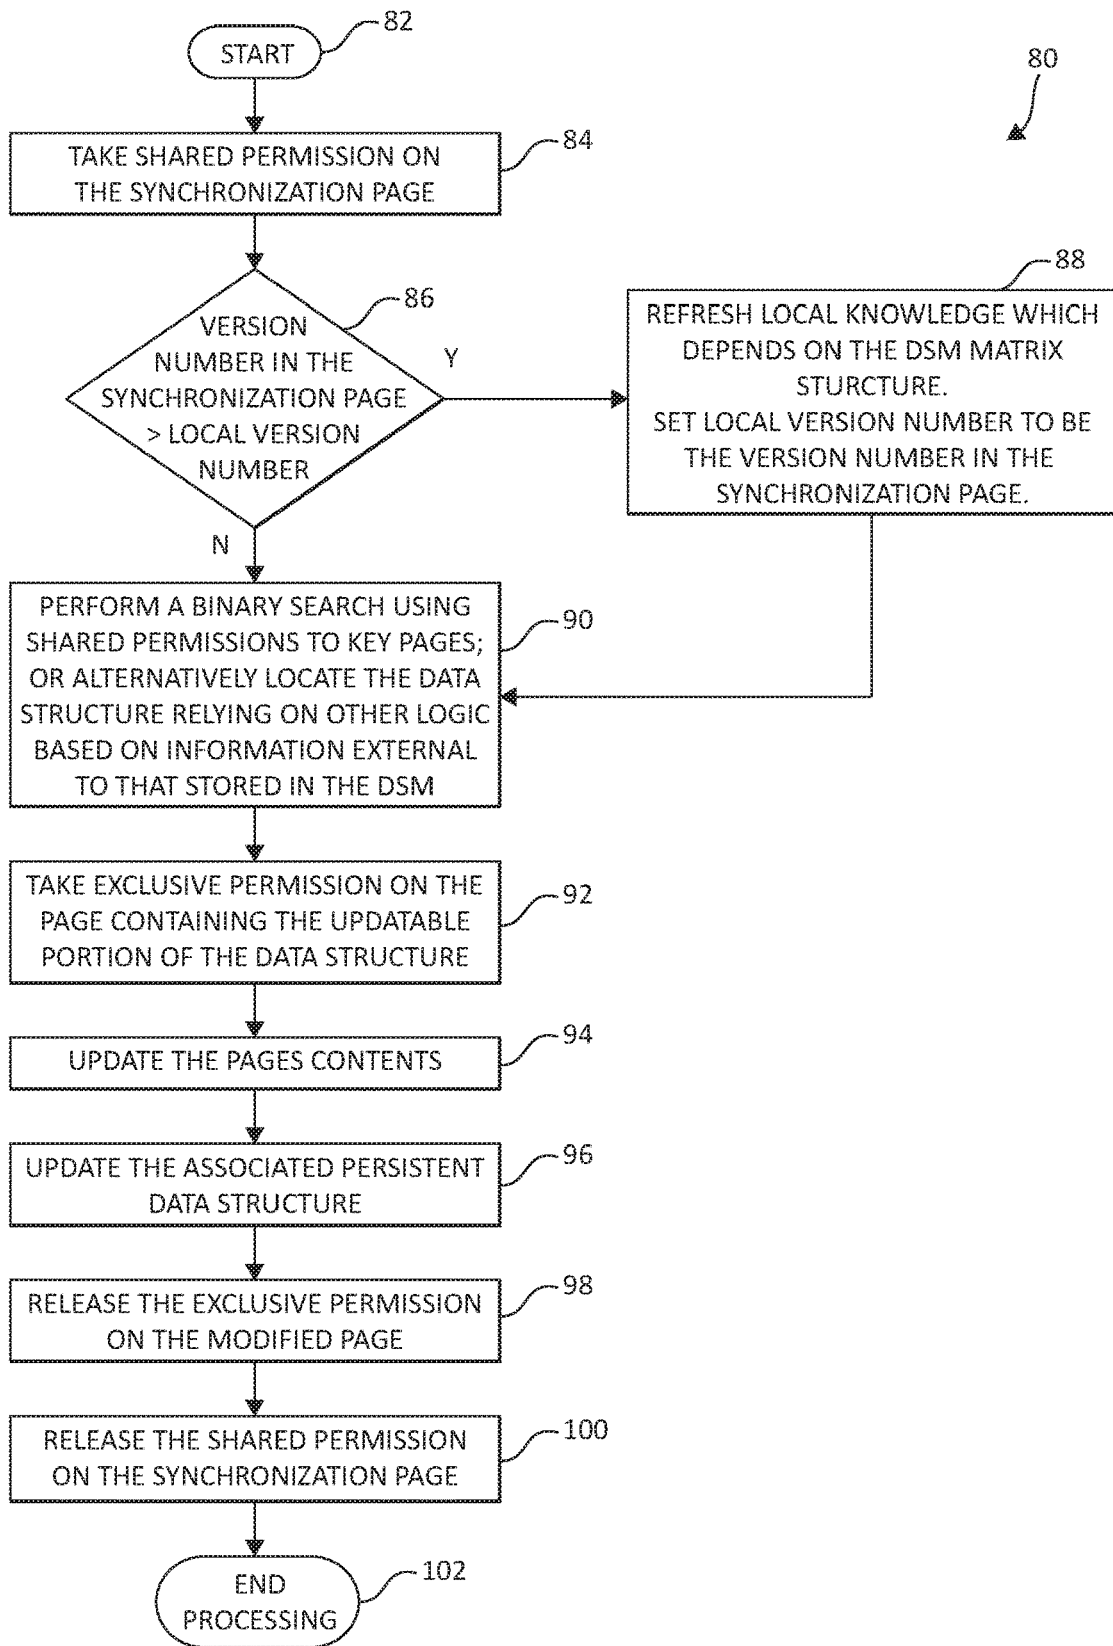 82
START
80
TAKE SHARED PERMISSION ON
THE SYNCHRONIZATION PAGE
84
VERSION
NUMBER IN THE
SYNCHRONIZATION PAGE
> LOCAL VERSION
NUMBER
86
Y
N
88
REFRESH LOCAL KNOWLEDGE WHICH
DEPENDS ON THE DSM MATRIX
STURCTURE.
SET LOCAL VERSION NUMBER TO BE
THE VERSION NUMBER IN THE
SYNCHRONIZATION PAGE.
PERFORM A BINARY SEARCH USING
SHARED PERMISSIONS TO KEY PAGES;
OR ALTERNATIVELY LOCATE THE DATA
STRUCTURE RELYING ON OTHER LOGIC
BASED ON INFORMATION EXTERNAL
TO THAT STORED IN THE DSM
90
TAKE EXCLUSIVE PERMISSION ON THE
PAGE CONTAINING THE UPDATABLE
PORTION OF THE DATA STRUCTURE
92
UPDATE THE PAGES CONTENTS
94
UPDATE THE ASSOCIATED PERSISTENT
DATA STRUCTURE
96
RELEASE THE EXCLUSIVE PERMISSION
ON THE MODIFIED PAGE
98
RELEASE THE SHARED PERMISSION
ON THE SYNCHRONIZATION PAGE
100
END
PROCESSING
102